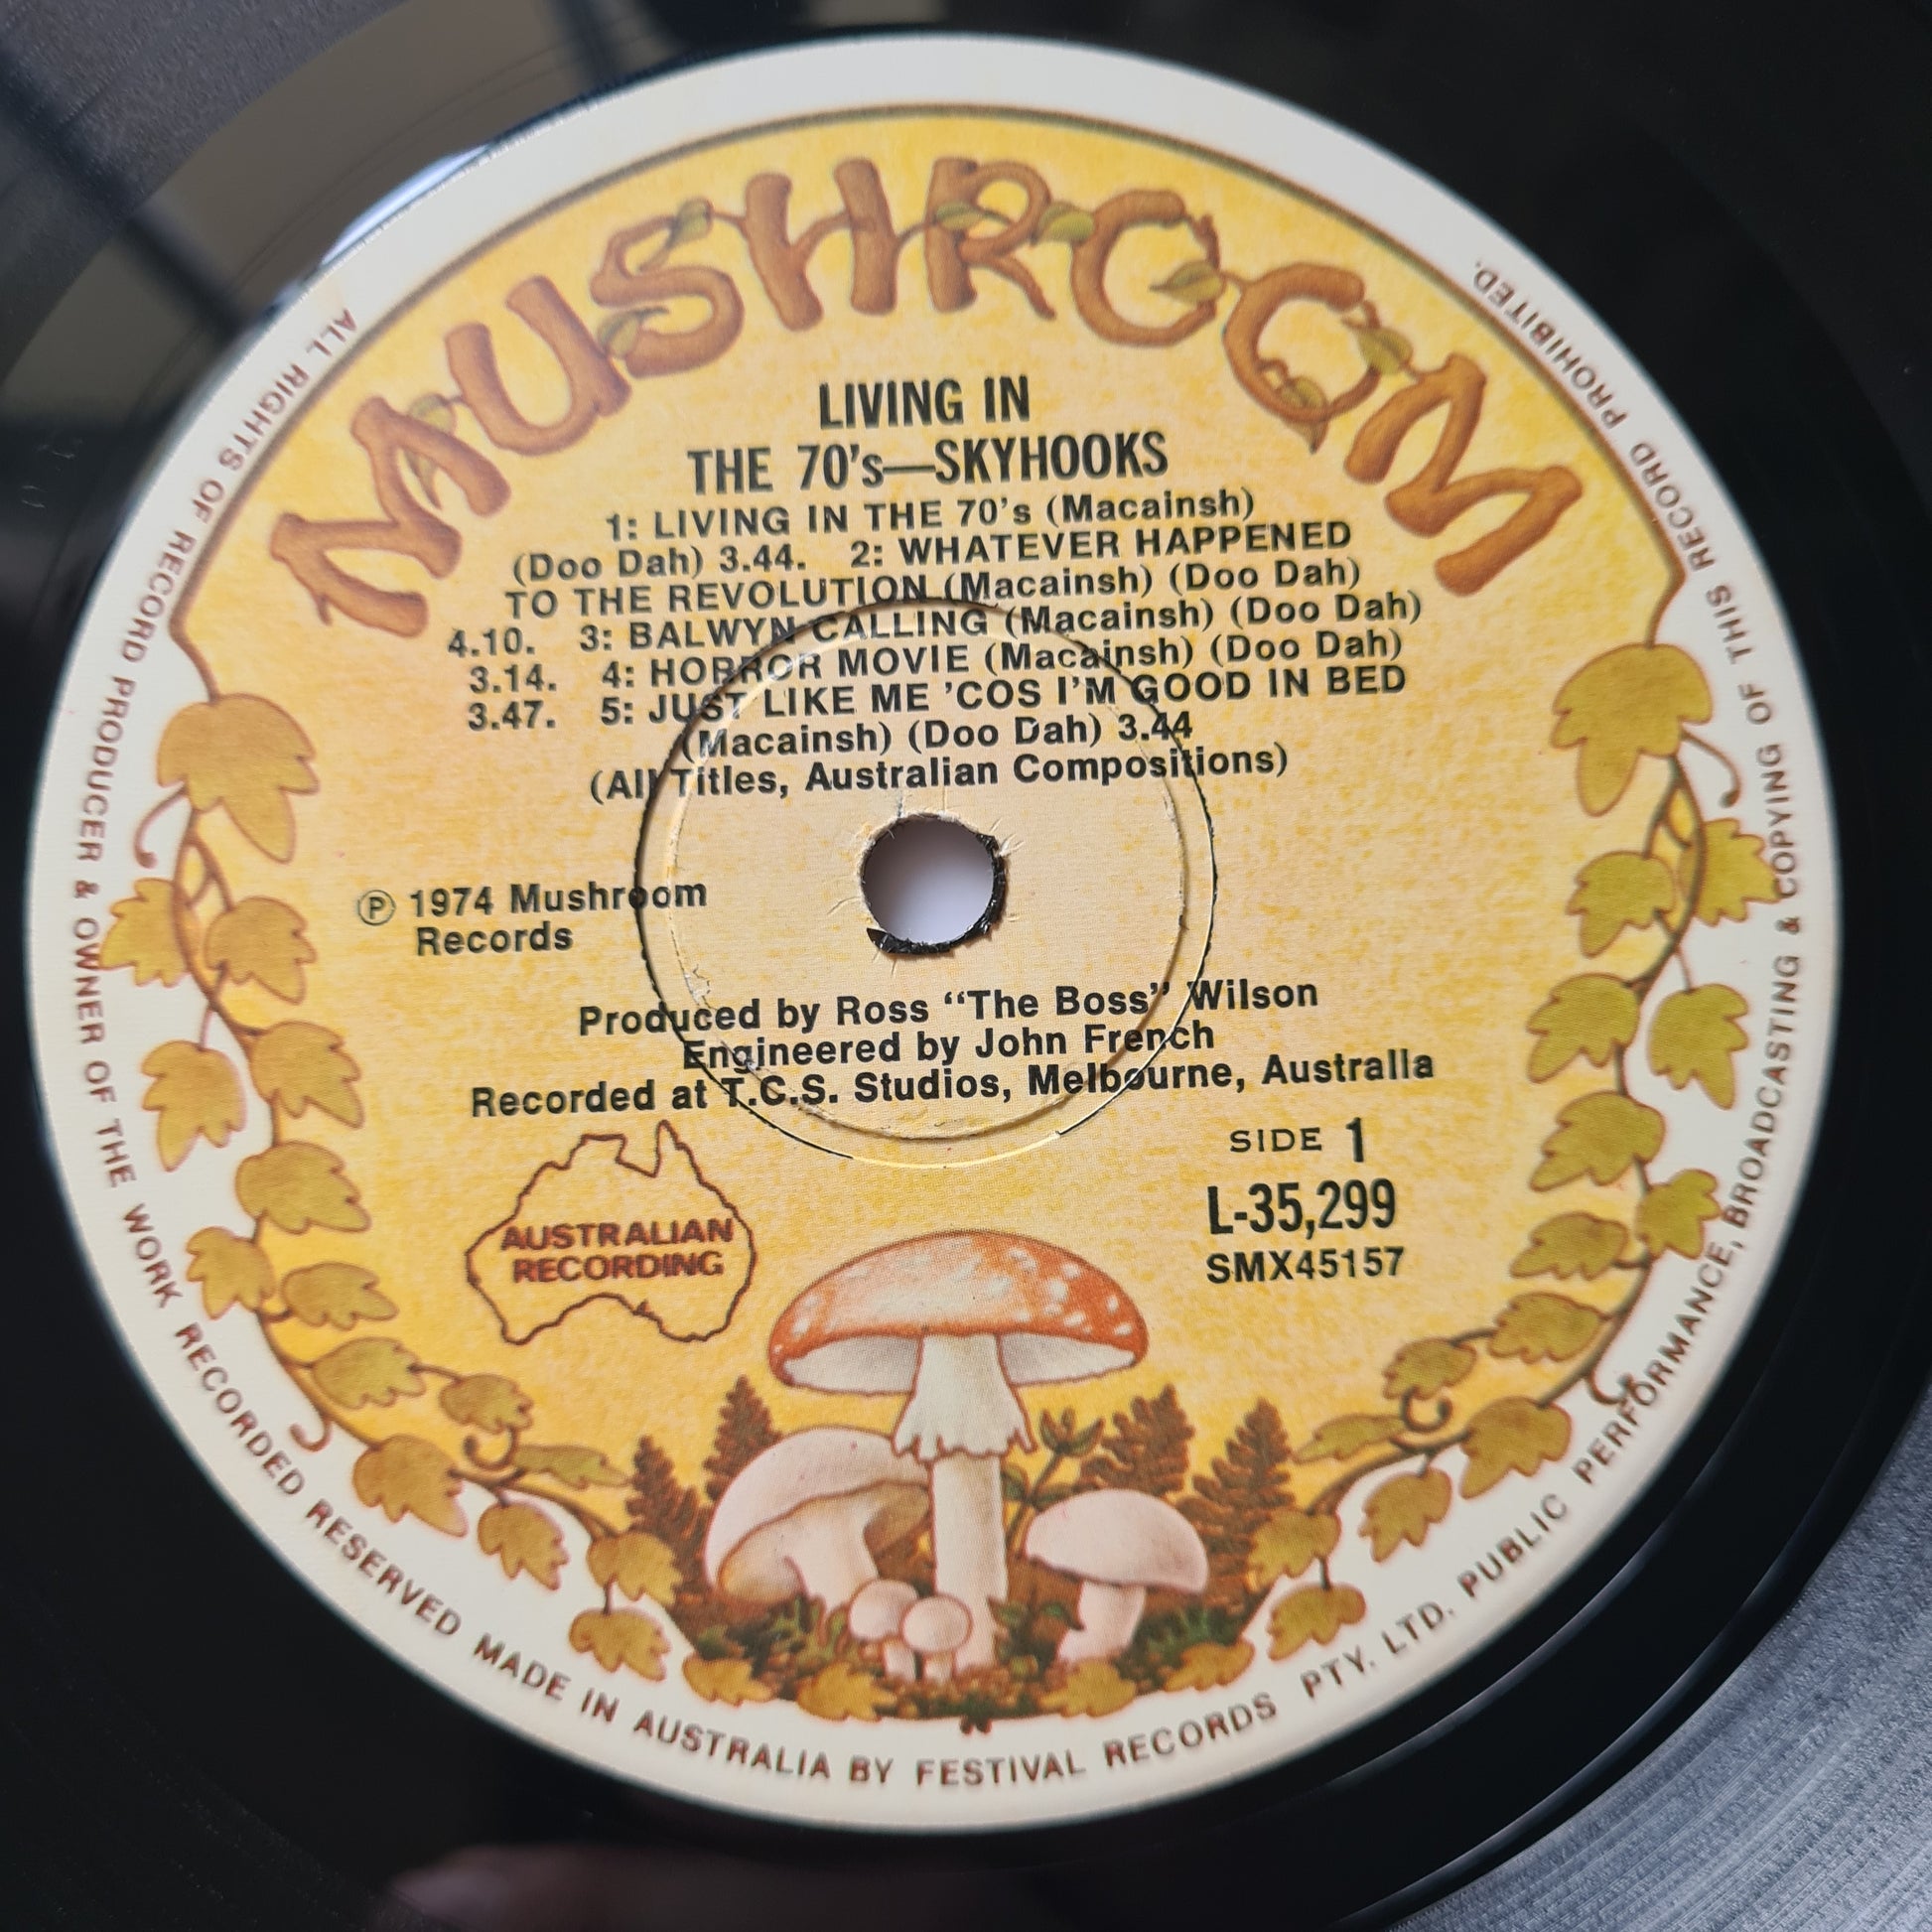 MUSHROOM
LIVING IN
THE 70's—SKYHOOKS
1: LIVING IN THE 70's (Macainsh)
(Doo Dah) 3.44. 2: WHATEVER HAPPENED
TO THE REVOLUTION (Macainsh) (Doo Dah)
4.10. 3: BALWYN CALLING (Macainsh) (Doo Dah)
3.14. 4: HORROR MOVIE (Macainsh) (Doo Dah)
3.47. 5: JUST LIKE ME 'COS I'M GOOD IN BED
(Macainsh) (Doo Dah) 3.44
(All Titles, Australian Compositions)
Ⓟ 1974 Mushroom
Records
Produced by Ross “The Boss” Wilson
Engineered by John French
Recorded at T.C.S. Studios, Melbourne, Australla
SIDE 1
L-35,299
SMX45157
AUSTRALIAN
RECORDING
ALL RIGHTS OF RECORD PRODUCER & OWNER OF THE WORK RECORDED RESERVED MADE IN AUSTRALIA BY FESTIVAL RECORDS PTY. LTD. PUBLIC PERFORMANCE, BROADCASTING & COPYING OF THIS RECORD PROHIBITED.